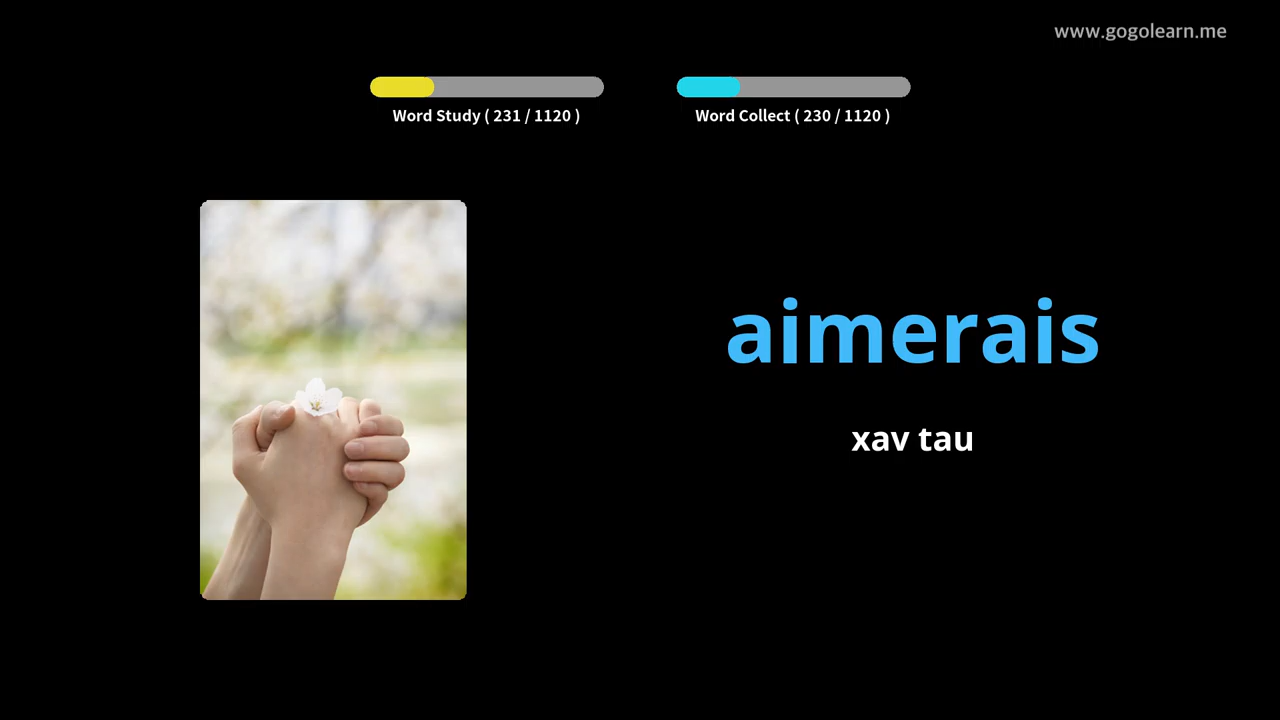 www.gogolearn.me
Word Study ( 231 / 1120 )
Word Collect ( 230 / 1120 )
aimerais
xav tau